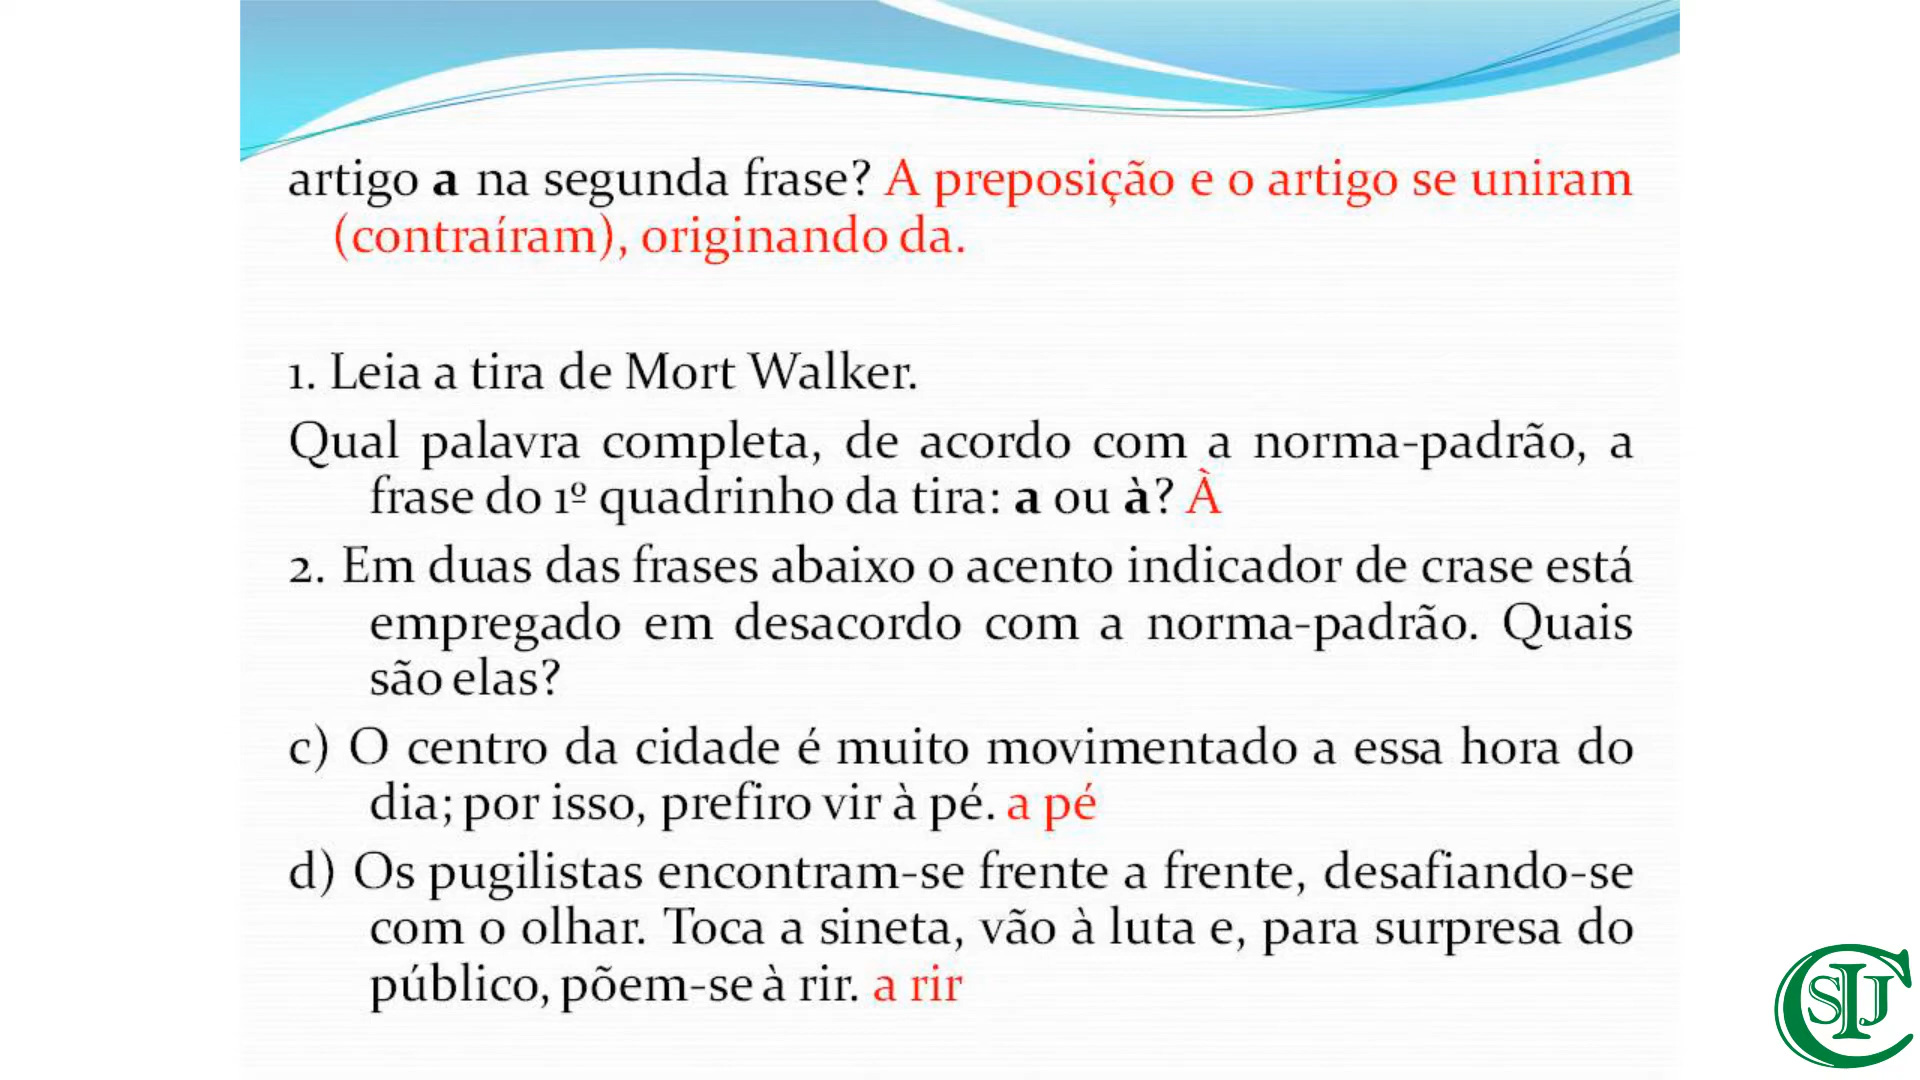 artigo a na segunda frase? A preposição e o artigo se uniram
(contraíram), originando da.
1. Leia a tira de Mort Walker.
Qual palavra completa, de acordo com a norma-padrão, a
frase do 1º quadrinho da tira: a ou à? À
2. Em duas das frases abaixo o acento indicador de crase está
empregado em desacordo com a norma-padrão. Quais
são elas?
c) O centro da cidade é muito movimentado a essa hora do
dia; por isso, prefiro vir à pé. a pé
d) Os pugilistas encontram-se frente a frente, desafiando-se
com o olhar. Toca a sineta, vão à luta e, para surpresa do
público, põem-se à rir. a rir
CSIJ